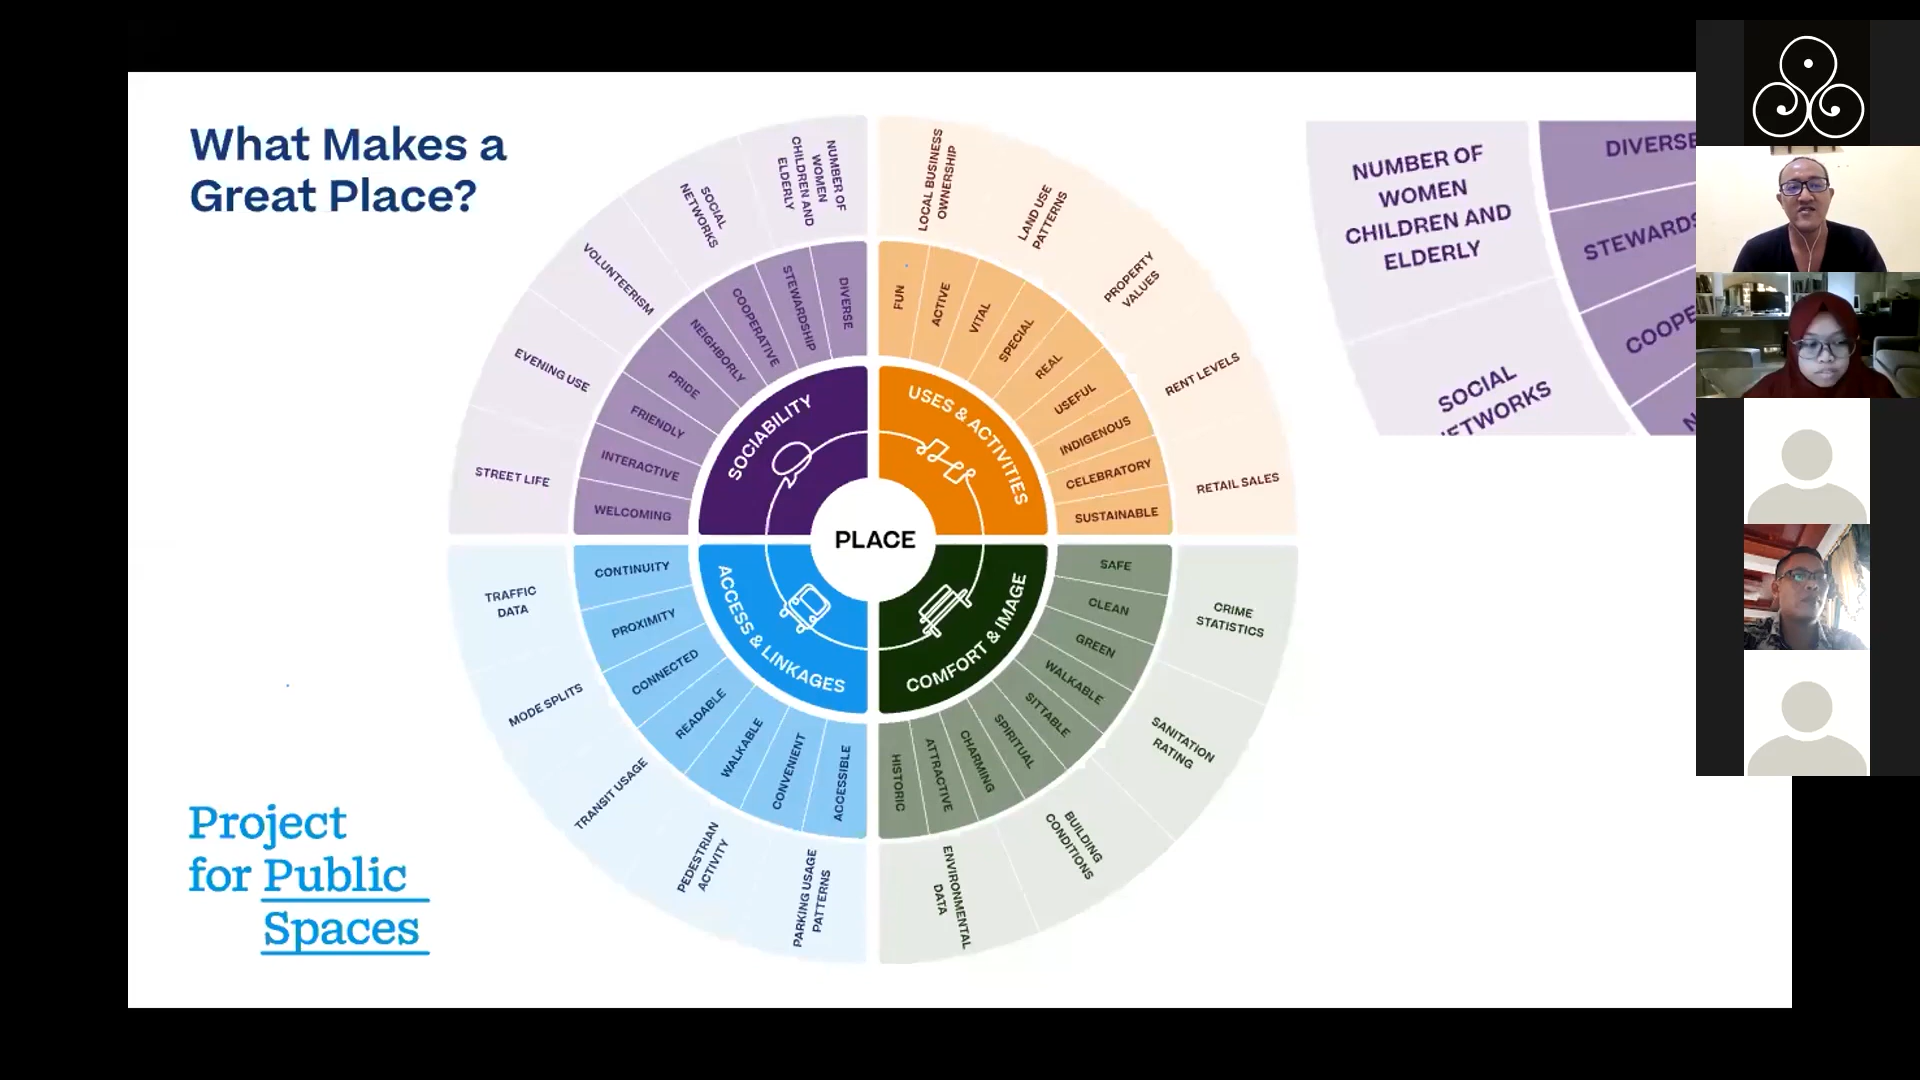 What Makes a
Great Place?
NUMBER OF
WOMEN
CHILDREN AND
ELDERLY
SOCIAL
NETWORKS
VOLUNTEERISM
EVENING USE
STREET LIFE
DIVERSE
STEWARDSHIP
COOPERATIVE
NEIGHBORLY
PRIDE
FRIENDLY
INTERACTIVE
WELCOMING
SOCIABILITY
LOCAL BUSINESS
OWNERSHIP
LAND USE
PATTERNS
PROPERTY
VALUES
RENT LEVELS
RETAIL SALES
FUN
ACTIVE
VITAL
SPECIAL
REAL
USEFUL
INDIGENOUS
CELEBRATORY
SUSTAINABLE
USES & ACTIVITIES
PLACE
TRAFFIC
DATA
MODE SPLITS
TRANSIT USAGE
PEDESTRIAN
ACTIVITY
PARKING USAGE
PATTERNS
CONTINUITY
PROXIMITY
CONNECTED
READABLE
WALKABLE
CONVENIENT
ACCESSIBLE
ACCESS & LINKAGES
CRIME
STATISTICS
SANITATION
RATING
BUILDING
CONDITIONS
ENVIRONMENTAL
DATA
SAFE
CLEAN
GREEN
WALKABLE
SITTABLE
SPIRITUAL
CHARMING
ATTRACTIVE
HISTORIC
COMFORT & IMAGE
NUMBER OF
WOMEN
CHILDREN AND
ELDERLY
SOCIAL
ETWORKS
DIVERSE
STEWARDS
COOPE
N
Project
for Public
Spaces